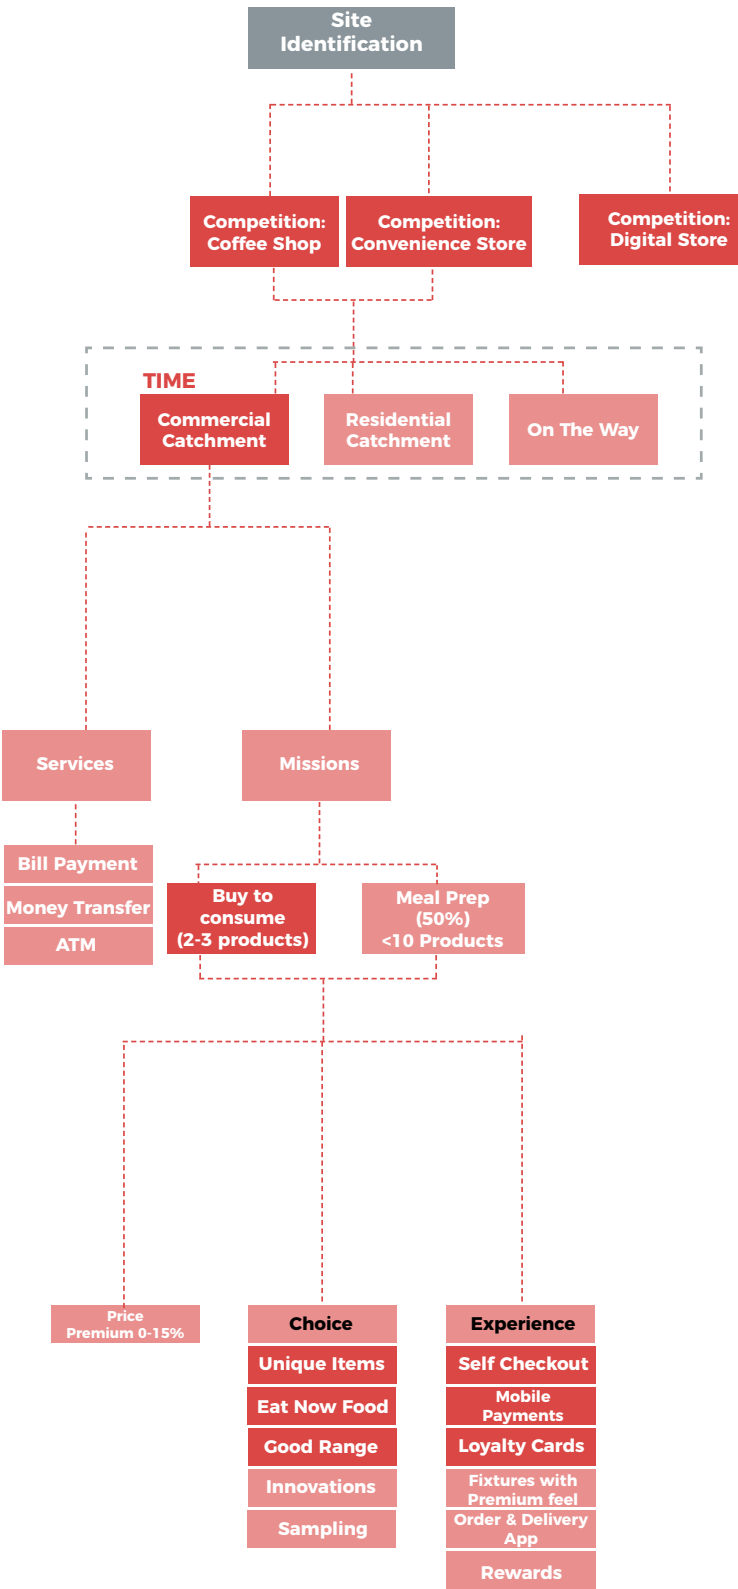 Site
Identification
Competition:
Coffee Shop
Competition:
Convenience Store
Competition:
Digital Store
TIME
Commercial
Catchment
Residential
Catchment
On The Way
Services
Missions
Bill Payment
Money Transfer
ATM
Buy to
consume
(2-3 products)
Meal Prep
(50%)
<10 Products
Price
Premium 0-15%
Choice
Unique Items
Eat Now Food
Good Range
Innovations
Sampling
Experience
Self Checkout
Mobile
Payments
Loyalty Cards
Fixtures with
Premium feel
Order & Delivery
App
Rewards